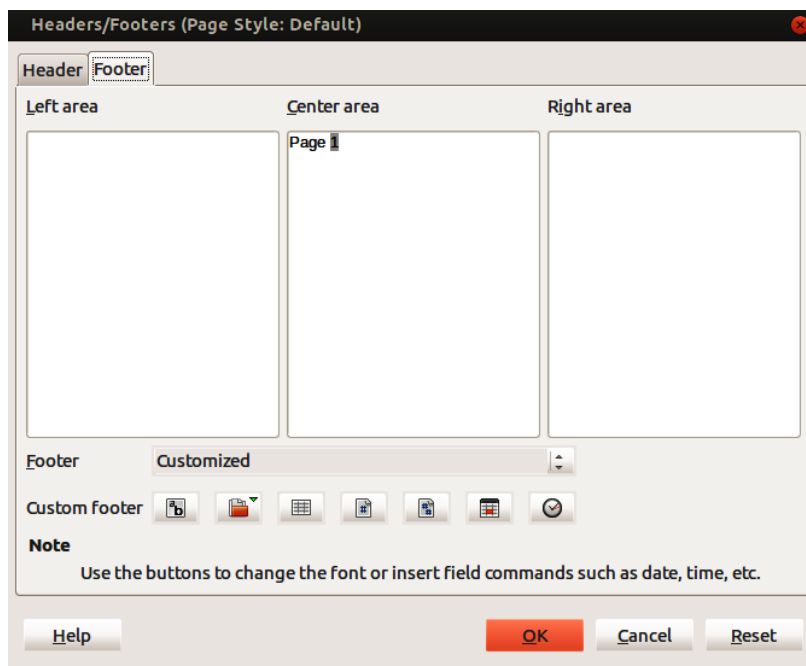 Headers/Footers (Page Style: Default)
Header Footer
Left area Center area Right area
Page 1
Footer Customized
Custom footer
Note
Use the buttons to change the font or insert field commands such as date, time, etc.
Help OK Cancel Reset